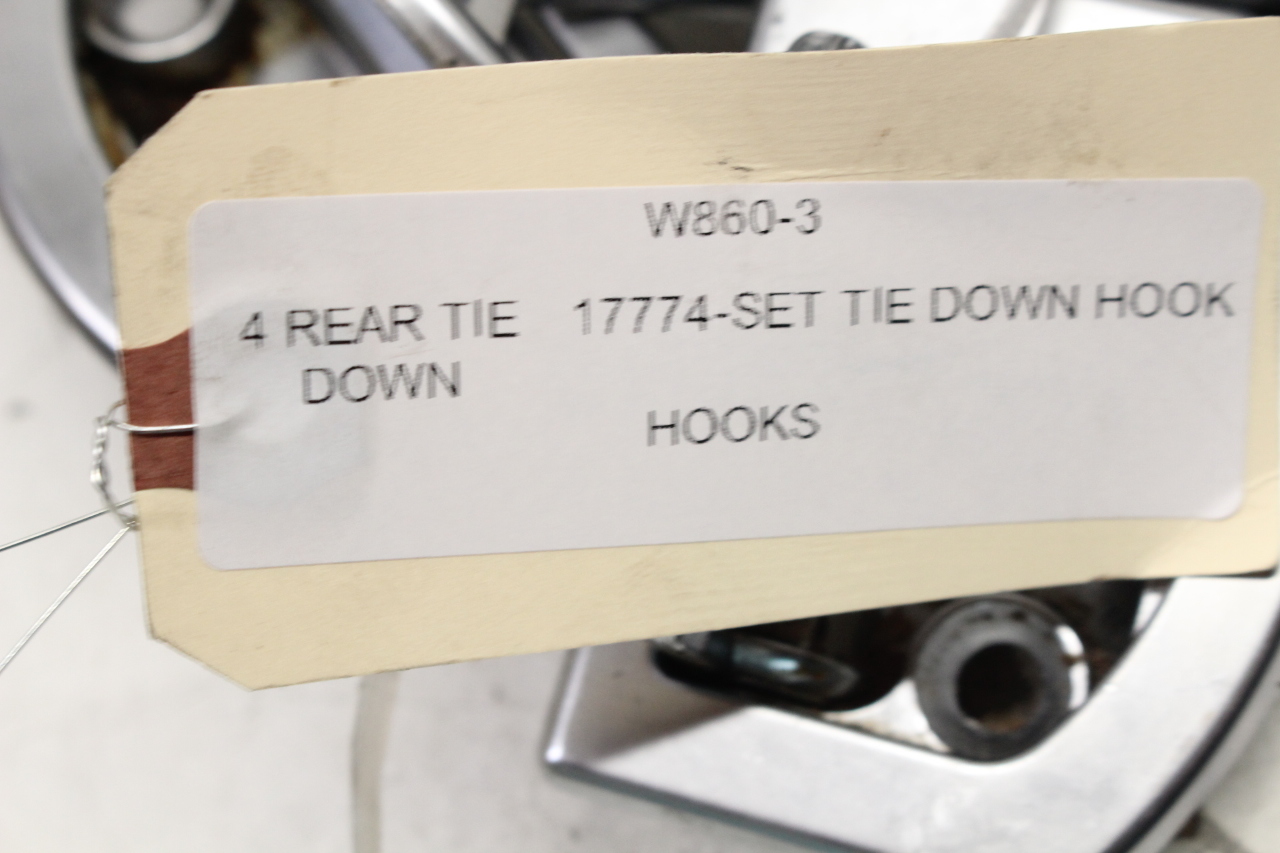 W860-3
4 REAR TIE 17774-SET TIE DOWN HOOK
DOWN
HOOKS